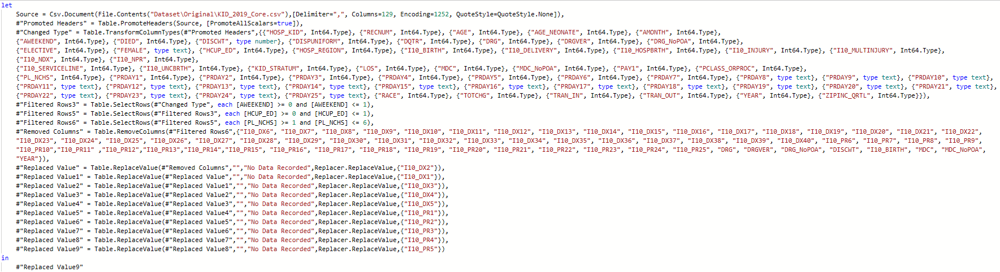 let
Source = Csv.Document(File.Contents("Dataset\Original\KID_2019_Core.csv"),[Delimiter=",", Columns=129, Encoding=1252, QuoteStyle=QuoteStyle.None]),
#"Promoted Headers" = Table.PromoteHeaders(Source, [PromoteAllScalars=true]),
#"Changed Type" = Table.TransformColumnTypes(#"Promoted Headers",{{"HOSP_KID", Int64.Type}, {"RECNUM", Int64.Type}, {"AGE", Int64.Type}, {"AGE_NEONATE", Int64.Type}, {"AMONTH", Int64.Type},
{"AWEEKEND", Int64.Type}, {"DIED", Int64.Type}, {"DISCWT", type number}, {"DISPUNIFORM", Int64.Type}, {"DQTR", Int64.Type}, {"DRG", Int64.Type}, {"DRGVER", Int64.Type}, {"DRG_NoPOA", Int64.Type},
{"ELECTIVE", Int64.Type}, {"FEMALE", type text}, {"HCUP_ED", Int64.Type}, {"HOSP_REGION", Int64.Type}, {"I10_BIRTH", Int64.Type}, {"I10_DELIVERY", Int64.Type}, {"I10_HOSPBRTH", Int64.Type}, {"I10_INJURY", Int64.Type}, {"I10_MULTINJURY", Int64.Type},
{"I10_NDX", Int64.Type}, {"I10_NPR", Int64.Type},
{"I10_SERVICELINE", Int64.Type}, {"I10_UNCBRTH", Int64.Type}, {"KID_STRATUM", Int64.Type}, {"LOS", Int64.Type}, {"MDC", Int64.Type}, {"MDC_NoPOA", Int64.Type}, {"PAY1", Int64.Type}, {"PCLASS_ORPROC", Int64.Type},
{"PL_NCHS", Int64.Type}, {"PRDAY1", Int64.Type}, {"PRDAY2", Int64.Type}, {"PRDAY3", Int64.Type}, {"PRDAY4", Int64.Type}, {"PRDAY5", Int64.Type}, {"PRDAY6", Int64.Type}, {"PRDAY7", Int64.Type}, {"PRDAY8", type text}, {"PRDAY9", type text}, {"PRDAY10", type text},
{"PRDAY11", type text}, {"PRDAY12", type text}, {"PRDAY13", type text}, {"PRDAY14", type text}, {"PRDAY15", type text}, {"PRDAY16", type text}, {"PRDAY17", type text}, {"PRDAY18", type text}, {"PRDAY19", type text}, {"PRDAY20", type text}, {"PRDAY21", type text},
{"PRDAY22", type text}, {"PRDAY23", type text}, {"PRDAY24", type text}, {"PRDAY25", type text}, {"RACE", Int64.Type}, {"TOTCHG", Int64.Type}, {"TRAN_IN", Int64.Type}, {"TRAN_OUT", Int64.Type}, {"YEAR", Int64.Type}, {"ZIPINC_QRTL", Int64.Type}}),
#"Filtered Rows3" = Table.SelectRows(#"Changed Type", each [AWEEKEND] >= 0 and [AWEEKEND] <= 1),
#"Filtered Rows5" = Table.SelectRows(#"Filtered Rows3", each [HCUP_ED] >= 0 and [HCUP_ED] <= 1),
#"Filtered Rows6" = Table.SelectRows(#"Filtered Rows5", each [PL_NCHS] >= 1 and [PL_NCHS] <= 6),
#"Removed Columns" = Table.RemoveColumns(#"Filtered Rows6",{"I10_DX6", "I10_DX7", "I10_DX8", "I10_DX9", "I10_DX10", "I10_DX11", "I10_DX12", "I10_DX13", "I10_DX14", "I10_DX15", "I10_DX16", "I10_DX17", "I10_DX18", "I10_DX19", "I10_DX20", "I10_DX21", "I10_DX22",
"I10_DX23", "I10_DX24", "I10_DX25", "I10_DX26", "I10_DX27", "I10_DX28", "I10_DX29", "I10_DX30", "I10_DX31", "I10_DX32", "I10_DX33", "I10_DX34", "I10_DX35", "I10_DX36", "I10_DX37", "I10_DX38", "I10_DX39", "I10_DX40", "I10_PR6", "I10_PR7", "I10_PR8", "I10_PR9",
"I10_PR10","I10_PR11" ,"I10_PR12","I10_PR13","I10_PR14","I10_PR15", "I10_PR16", "I10_PR17", "I10_PR18", "I10_PR19", "I10_PR20", "I10_PR21", "I10_PR22", "I10_PR23", "I10_PR24", "I10_PR25", "DRG", "DRGVER", "DRG_NoPOA", "DISCWT", "I10_BIRTH", "MDC", "MDC_NoPOA",
"YEAR"}),
#"Replaced Value" = Table.ReplaceValue(#"Removed Columns","","No Data Recorded",Replacer.ReplaceValue,{"I10_DX2"}),
#"Replaced Value1" = Table.ReplaceValue(#"Replaced Value","","No Data Recorded",Replacer.ReplaceValue,{"I10_DX1"}),
#"Replaced Value2" = Table.ReplaceValue(#"Replaced Value1","","No Data Recorded",Replacer.ReplaceValue,{"I10_DX3"}),
#"Replaced Value3" = Table.ReplaceValue(#"Replaced Value2","","No Data Recorded",Replacer.ReplaceValue,{"I10_DX4"}),
#"Replaced Value4" = Table.ReplaceValue(#"Replaced Value3","","No Data Recorded",Replacer.ReplaceValue,{"I10_DX5"}),
#"Replaced Value5" = Table.ReplaceValue(#"Replaced Value4","","No Data Recorded",Replacer.ReplaceValue,{"I10_PR1"}),
#"Replaced Value6" = Table.ReplaceValue(#"Replaced Value5","","No Data Recorded",Replacer.ReplaceValue,{"I10_PR2"}),
#"Replaced Value7" = Table.ReplaceValue(#"Replaced Value6","","No Data Recorded",Replacer.ReplaceValue,{"I10_PR3"}),
#"Replaced Value8" = Table.ReplaceValue(#"Replaced Value7","","No Data Recorded",Replacer.ReplaceValue,{"I10_PR4"}),
#"Replaced Value9" = Table.ReplaceValue(#"Replaced Value8","","No Data Recorded",Replacer.ReplaceValue,{"I10_PR5"})
in
#"Replaced Value9"